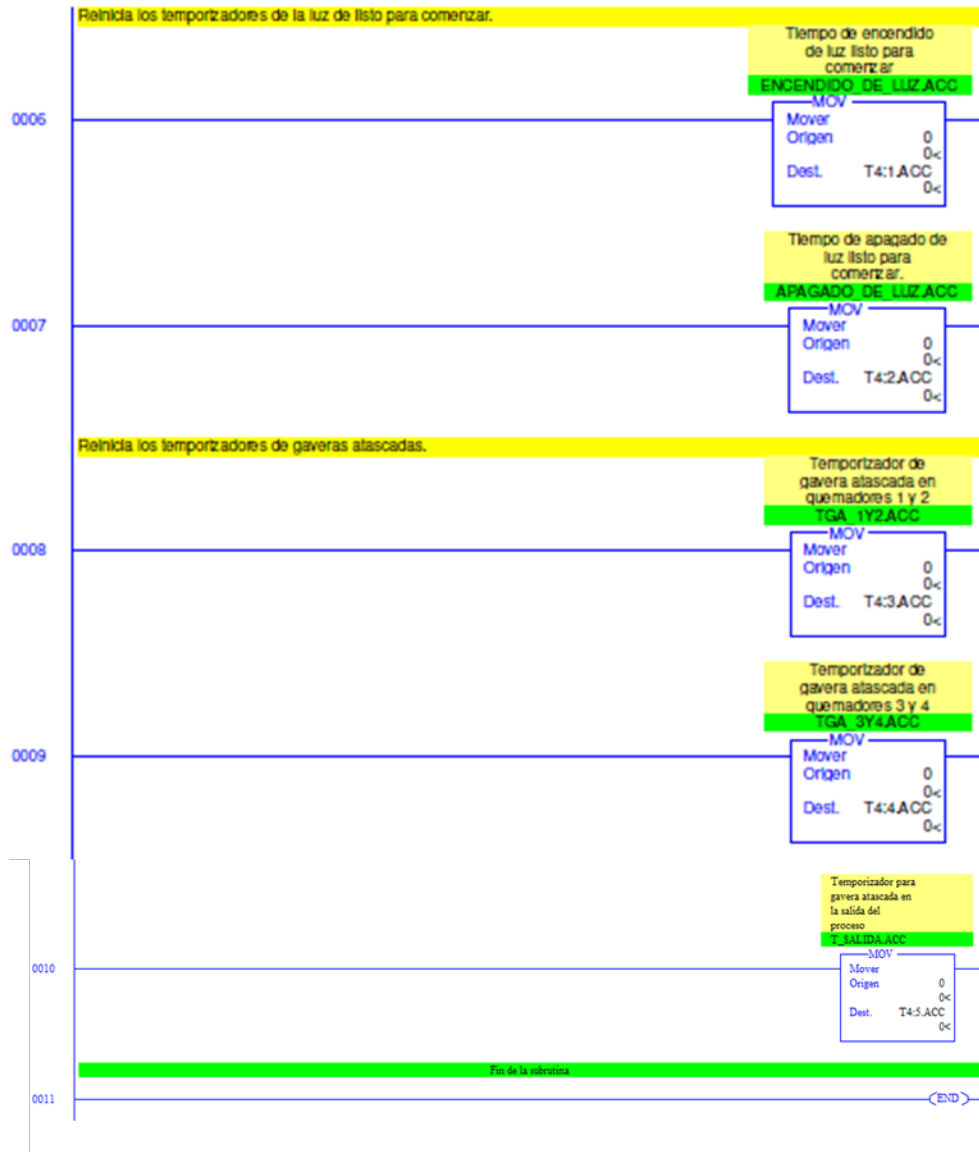 Reinicia los temporizadores de la luz de listo para comenzar.
Tiempo de encendido
de luz listo para
comenzar
ENCENDIDO_DE_LUZ.ACC
MOV
0006
Mover
Origen 0
0<
Dest. T4:1.ACC
0<
Tiempo de apagado de
luz listo para
comenzar.
APAGADO_DE_LUZ.ACC
MOV
0007
Mover
Origen 0
0<
Dest. T4:2.ACC
0<
Reinicia los temporizadores de gaveras atascadas.
Temporizador de
gavera atascada en
quemadores 1 y 2
TGA_1Y2.ACC
MOV
0008
Mover
Origen 0
0<
Dest. T4:3.ACC
0<
Temporizador de
gavera atascada en
quemadores 3 y 4
TGA_3Y4.ACC
MOV
0009
Mover
Origen 0
0<
Dest. T4:4.ACC
0<
Temporizador para
gavera atascada en
la salida del
proceso
T_SALIDA.ACC
MOV
0010
Mover
Origen 0
0<
Dest. T4:5.ACC
0<
Fin de la subrutina
0011
END